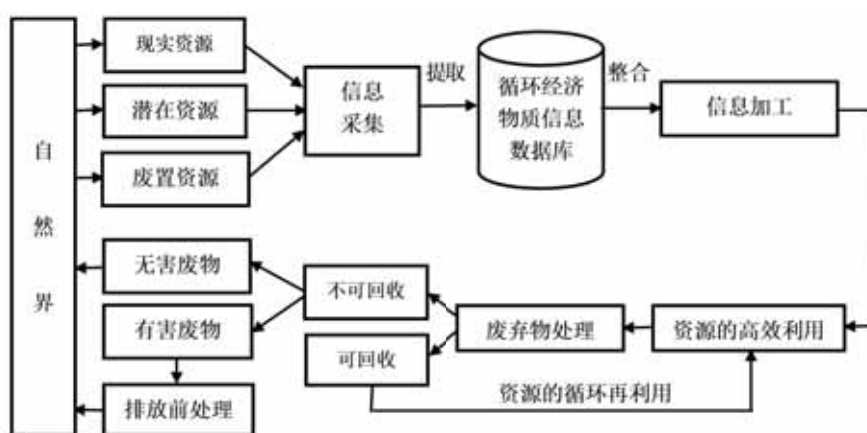 自
然
界
现实资源
潜在资源
废置资源
信息
采集
提取
循环经济
物质信息
数据库
整合
信息加工
无害废物
有害废物
排放前处理
不可回收
可回收
废弃物处理
资源的高效利用
资源的循环再利用